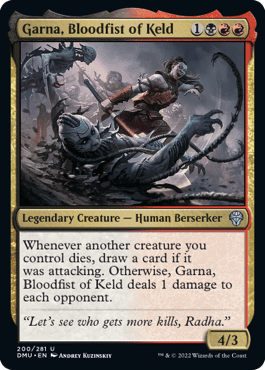 Garna, Bloodfist of Keld 1
Legendary Creature — Human Berserker
Whenever another creature you
control dies, draw a card if it
was attacking. Otherwise, Garna,
Bloodfist of Keld deals 1 damage to
each opponent.
“Let’s see who gets more kills, Radha.”
4/3
200/281 U
DMU • EN Andrey Kuzinskiy
™ & © 2022 Wizards of the Coast